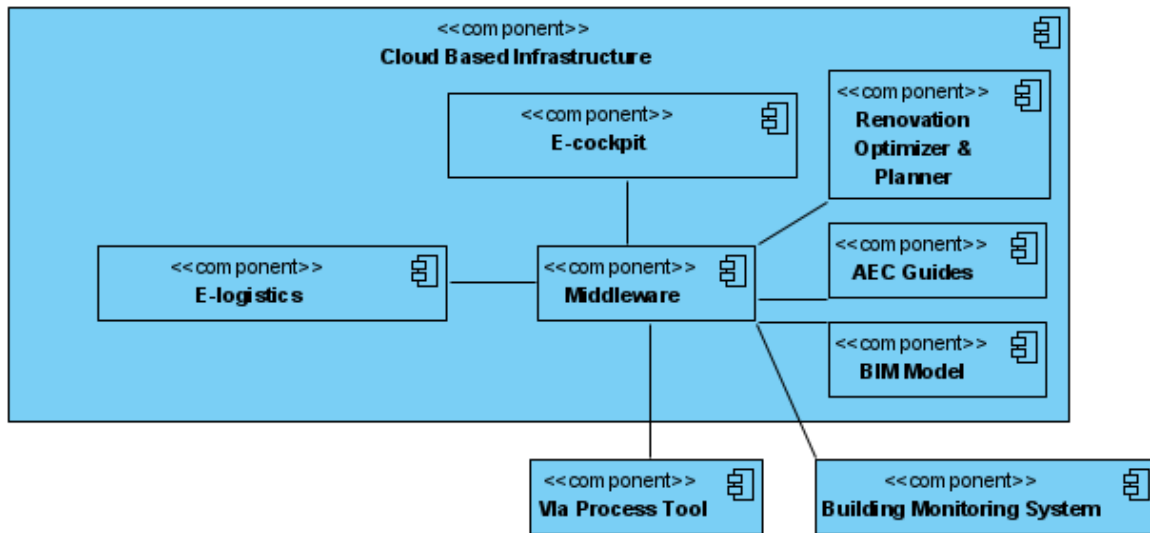 <<component>>
Cloud Based Infrastructure
<<component>>
E-cockpit
<<component>>
Renovation
Optimizer &
Planner
<<component>>
E-logistics
<<component>>
Middleware
<<component>>
AEC Guides
<<component>>
BIM Model
<<component>>
VIa Process Tool
<<component>>
Building Monitoring System